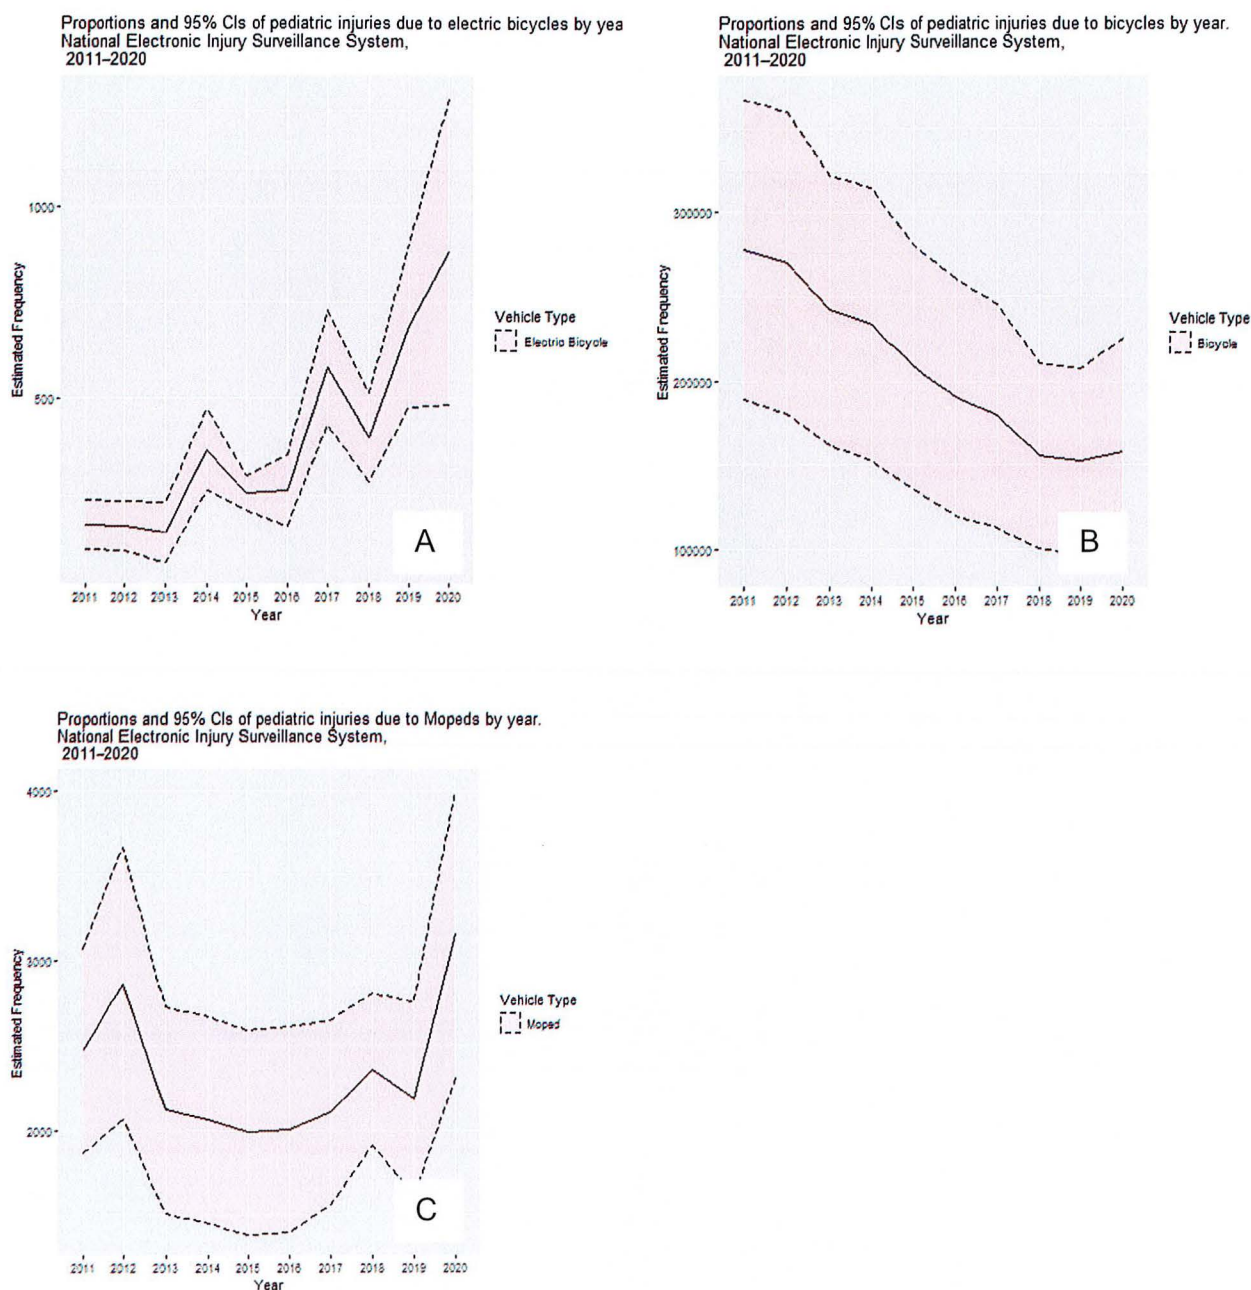 Proportions and 95% CIs of pediatric injuries due to electric bicycles by yea
National Electronic Injury Surveillance System,
2011–2020
Estimated Frequency
1000
500
2011 2012 2013 2014 2015 2016 2017 2018 2019 2020
Year
Vehicle Type
Electric Bicycle
A
Proportions and 95% CIs of pediatric injuries due to bicycles by year.
National Electronic Injury Surveillance System,
2011–2020
Estimated Frequency
300000
200000
100000
2011 2012 2013 2014 2015 2016 2017 2018 2019 2020
Year
Vehicle Type
Bicycle
B
Proportions and 95% CIs of pediatric injuries due to Mopeds by year.
National Electronic Injury Surveillance System,
2011–2020
Estimated Frequency
4000
3000
2000
2011 2012 2013 2014 2015 2016 2017 2018 2019 2020
Year
Vehicle Type
Moped
C